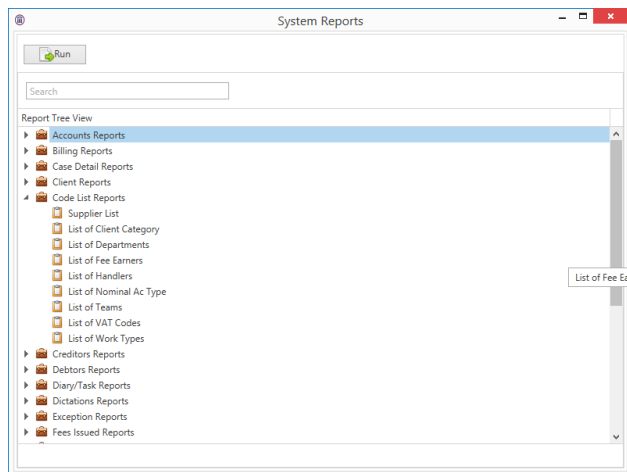 System Reports
Run
Search
Report Tree View
Accounts Reports
Billing Reports
Case Detail Reports
Client Reports
Code List Reports
Supplier List
List of Client Category
List of Departments
List of Fee Earners
List of Handlers
List of Fee Ea
List of Nominal Ac Type
List of Teams
List of VAT Codes
List of Work Types
Creditors Reports
Debtors Reports
Diary/Task Reports
Dictations Reports
Exception Reports
Fees Issued Reports